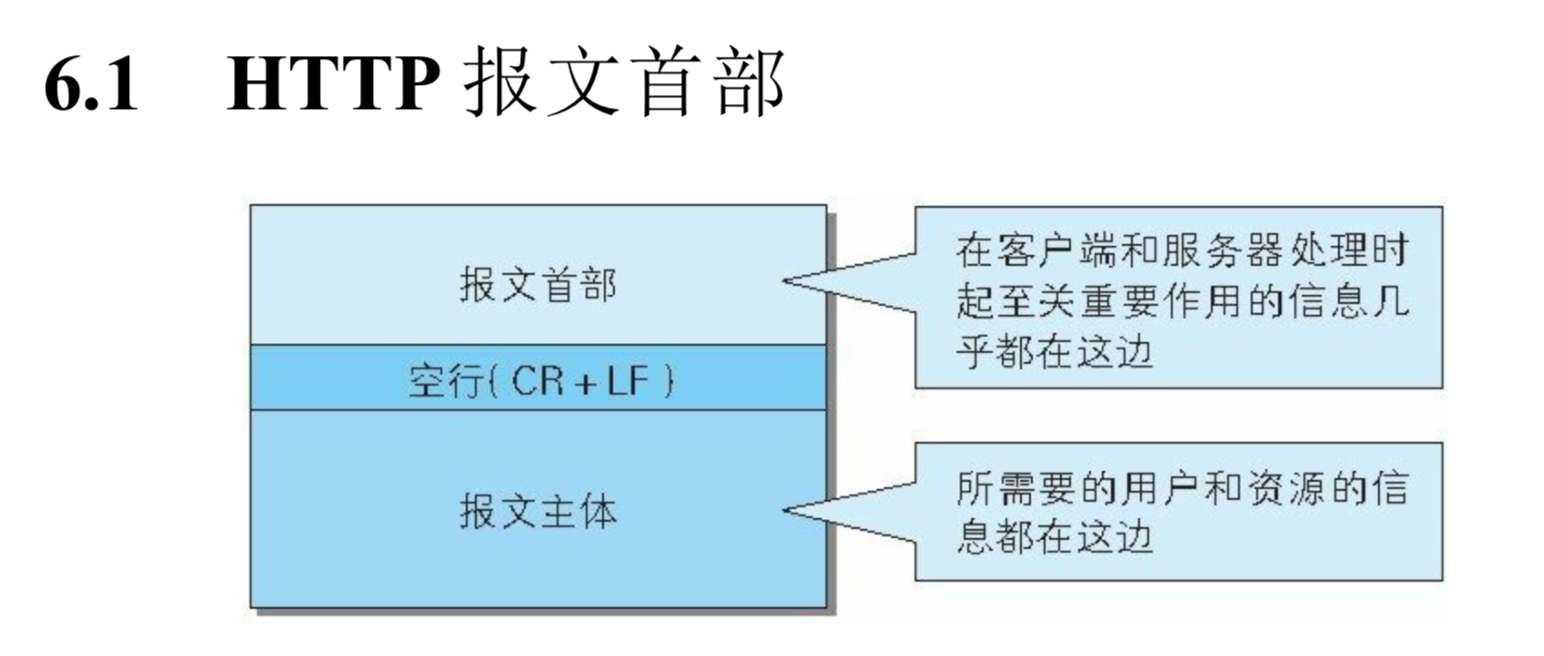 6.1 HTTP 报文首部
报文首部
在客户端和服务器处理时
起至关重要作用的信息几
乎都在这边
空行(CR+LF)
报文主体
所需要的用户和资源的信
息都在这边